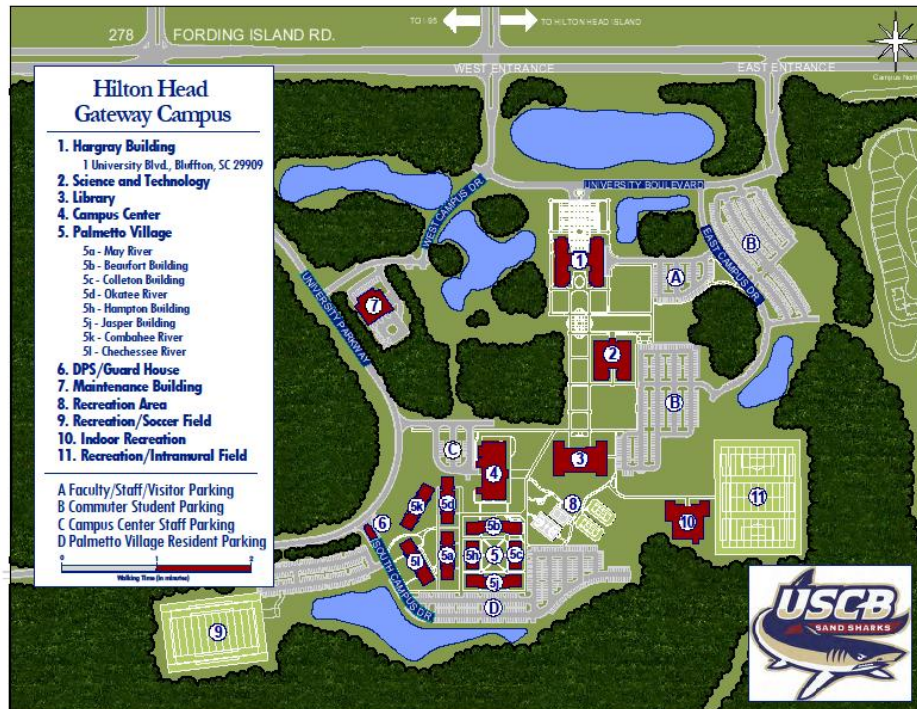 TO I-95
TO HILTON HEAD ISLAND
278 FORDING ISLAND RD.
WEST ENTRANCE
EAST ENTRANCE
Campus North
Hilton Head
Gateway Campus
1. Hargray Building
1 University Blvd., Bluffton, SC 29909
2. Science and Technology
3. Library
4. Campus Center
5. Palmetto Village
5a - May River
5b - Beaufort Building
5c - Colleton Building
5d - Okatee River
5h - Hampton Building
5j - Jasper Building
5k - Combahee River
5l - Chechessee River
6. DPS/Guard House
7. Maintenance Building
8. Recreation Area
9. Recreation/Soccer Field
10. Indoor Recreation
11. Recreation/Intramural Field
A Faculty/Staff/Visitor Parking
B Commuter Student Parking
C Campus Center Staff Parking
D Palmetto Village Resident Parking
0 1 2
Walking Time (in minutes)
UNIVERSITY BOULEVARD
WEST CAMPUS DR
EAST CAMPUS DR
UNIVERSITY PARKWAY
SOUTH CAMPUS DR
B
1
A
7
2
B
C
3
4
5k
5d
8
11
6
5b
10
5l
5a
5h
5
5c
5j
D
9
USCB
SAND SHARKS